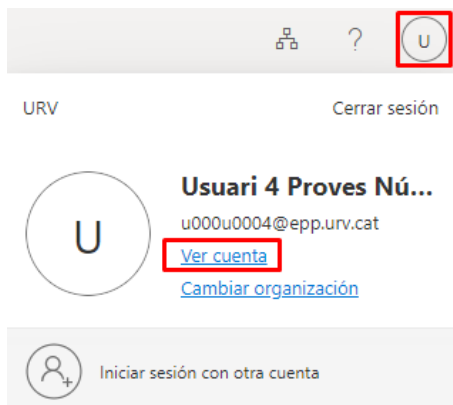 ? U
URV Cerrar sesión
U
Usuari 4 Proves Nú...
u000u0004@epp.urv.cat
Ver cuenta
Cambiar organización
Iniciar sesión con otra cuenta